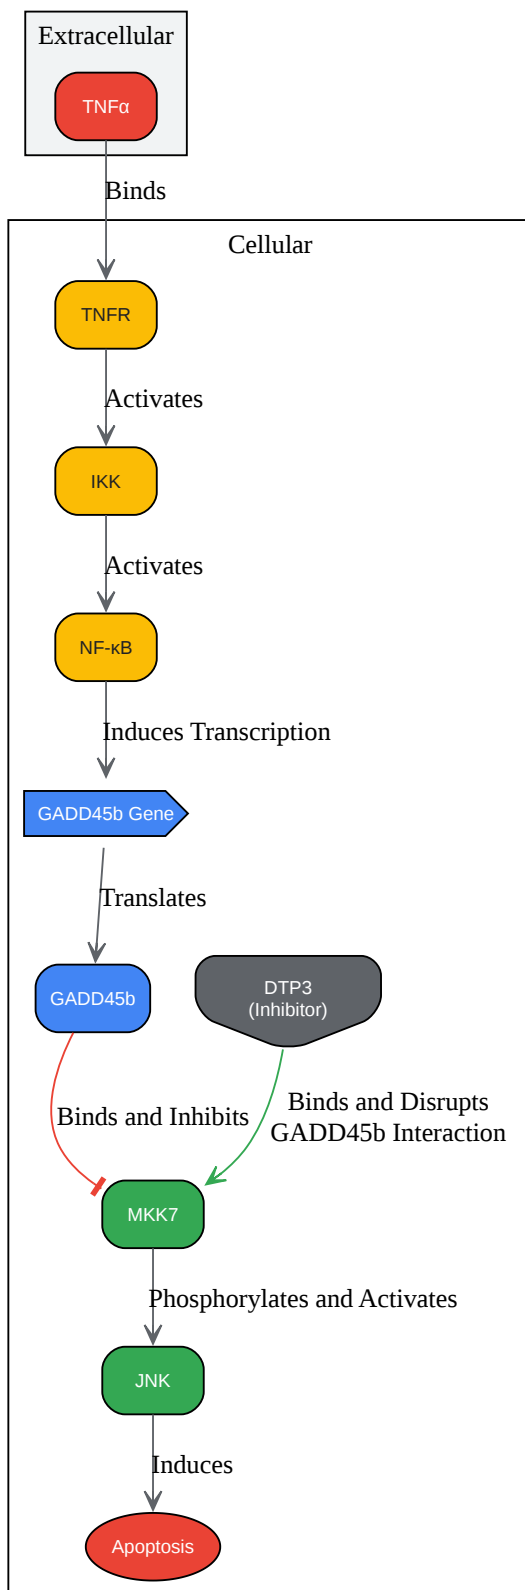 Extracellular
TNFα
Binds
Cellular
TNFR
Activates
IKK
Activates
NF-κB
Induces Transcription
GADD45b Gene
Translates
GADD45b
DTP3
(Inhibitor)
Binds and Inhibits
Binds and Disrupts
GADD45b Interaction
MKK7
Phosphorylates and Activates
JNK
Induces
Apoptosis